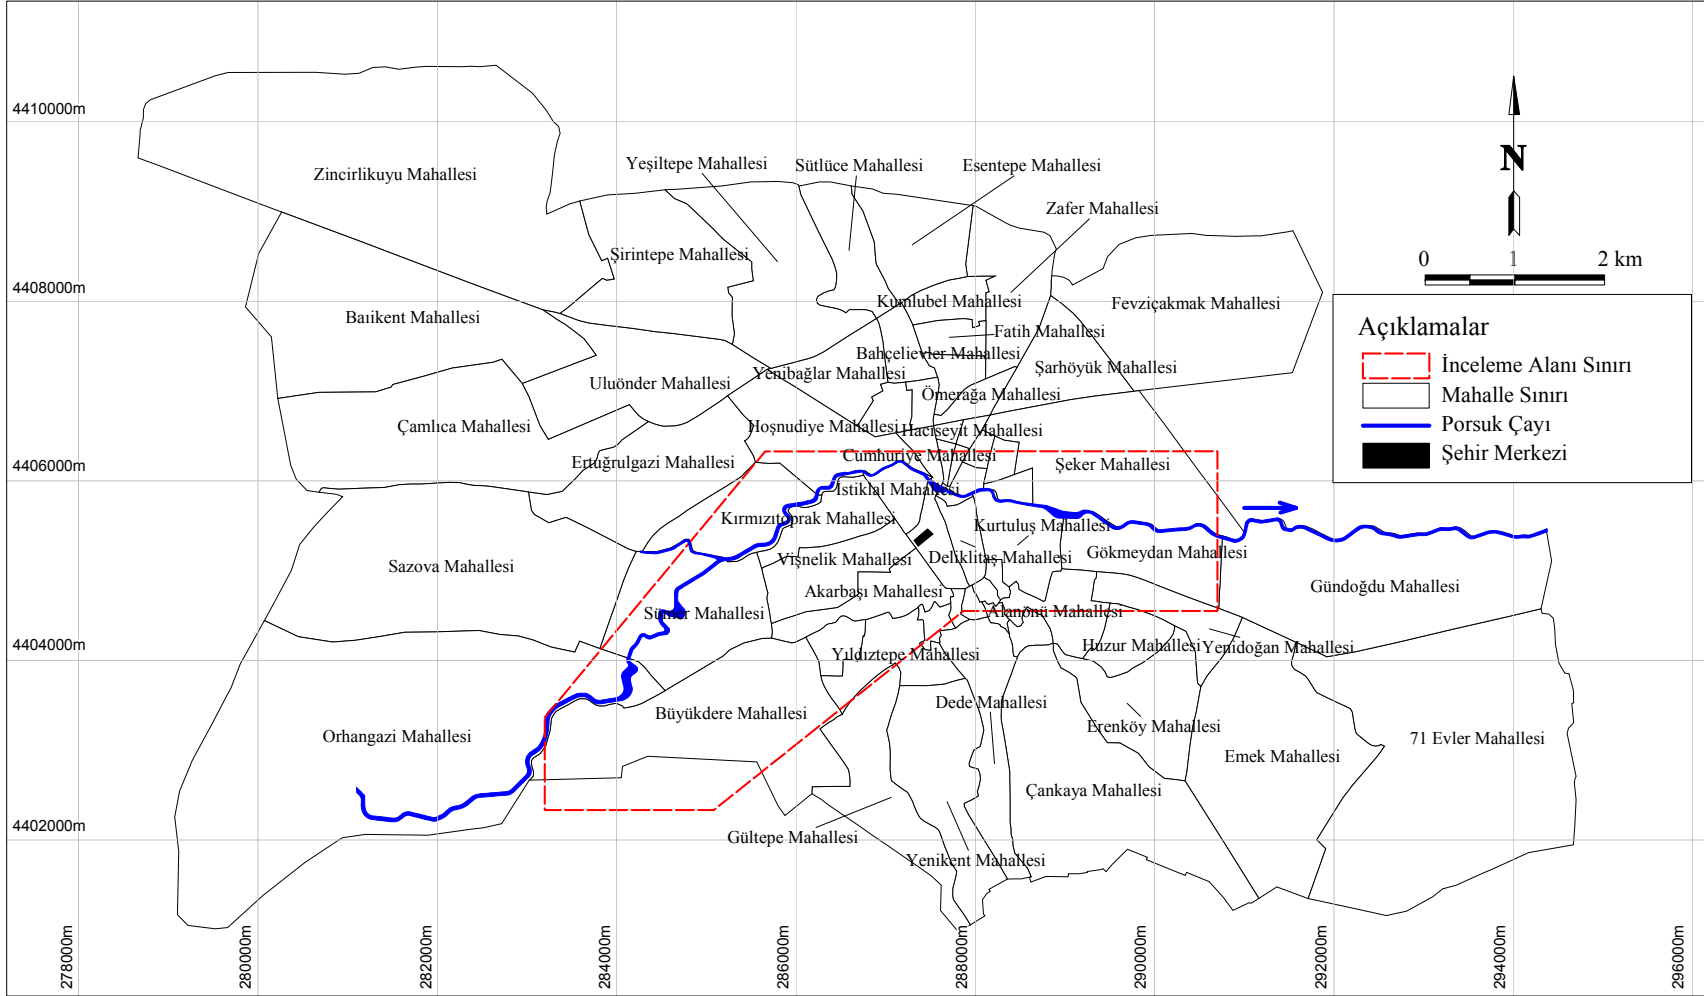 4410000m
Yeşiltepe Mahallesi
Sütlüce Mahallesi
Esentepe Mahallesi
Zincirlikuyu Mahallesi
N
Zafer Mahallesi
Şirintepe Mahallesi
0 1 2 km
4408000m
Kumlubel Mahallesi
Fevziçakmak Mahallesi
Batikent Mahallesi
Fatih Mahallesi
Açıklamalar
Bahçelievler Mahallesi
Şarhöyük Mahallesi
İnceleme Alanı Sınırı
Yenibağlar Mahallesi
Uluönder Mahallesi
Ömerağa Mahallesi
Mahalle Sınırı
Çamlıca Mahallesi
Hoşnudiye Mahallesi
Haciseyit Mahallesi
Porsuk Çayı
Şehir Merkezi
Cumhuriye Mahallesi
Ertuğrulgazi Mahallesi
Şeker Mahallesi
4406000m
İstiklal Mahallesi
Kırmızıtoprak Mahallesi
Kurtuluş Mahallesi
Vişnelik Mahallesi
Deliklitaş Mahallesi
Gökmeydan Mahallesi
Sazova Mahallesi
Akarbaşı Mahallesi
Gündoğdu Mahallesi
Sümer Mahallesi
Alanönü Mahallesi
4404000m
Yıldıztepe Mahallesi
Huzur Mahallesi
Yenidoğan Mahallesi
Dede Mahallesi
Büyükdere Mahallesi
Erenköy Mahallesi
Orhangazi Mahallesi
71 Evler Mahallesi
Emek Mahallesi
Çankaya Mahallesi
4402000m
Gültepe Mahallesi
Yenikent Mahallesi
278000m
280000m
282000m
284000m
286000m
288000m
290000m
292000m
294000m
296000m